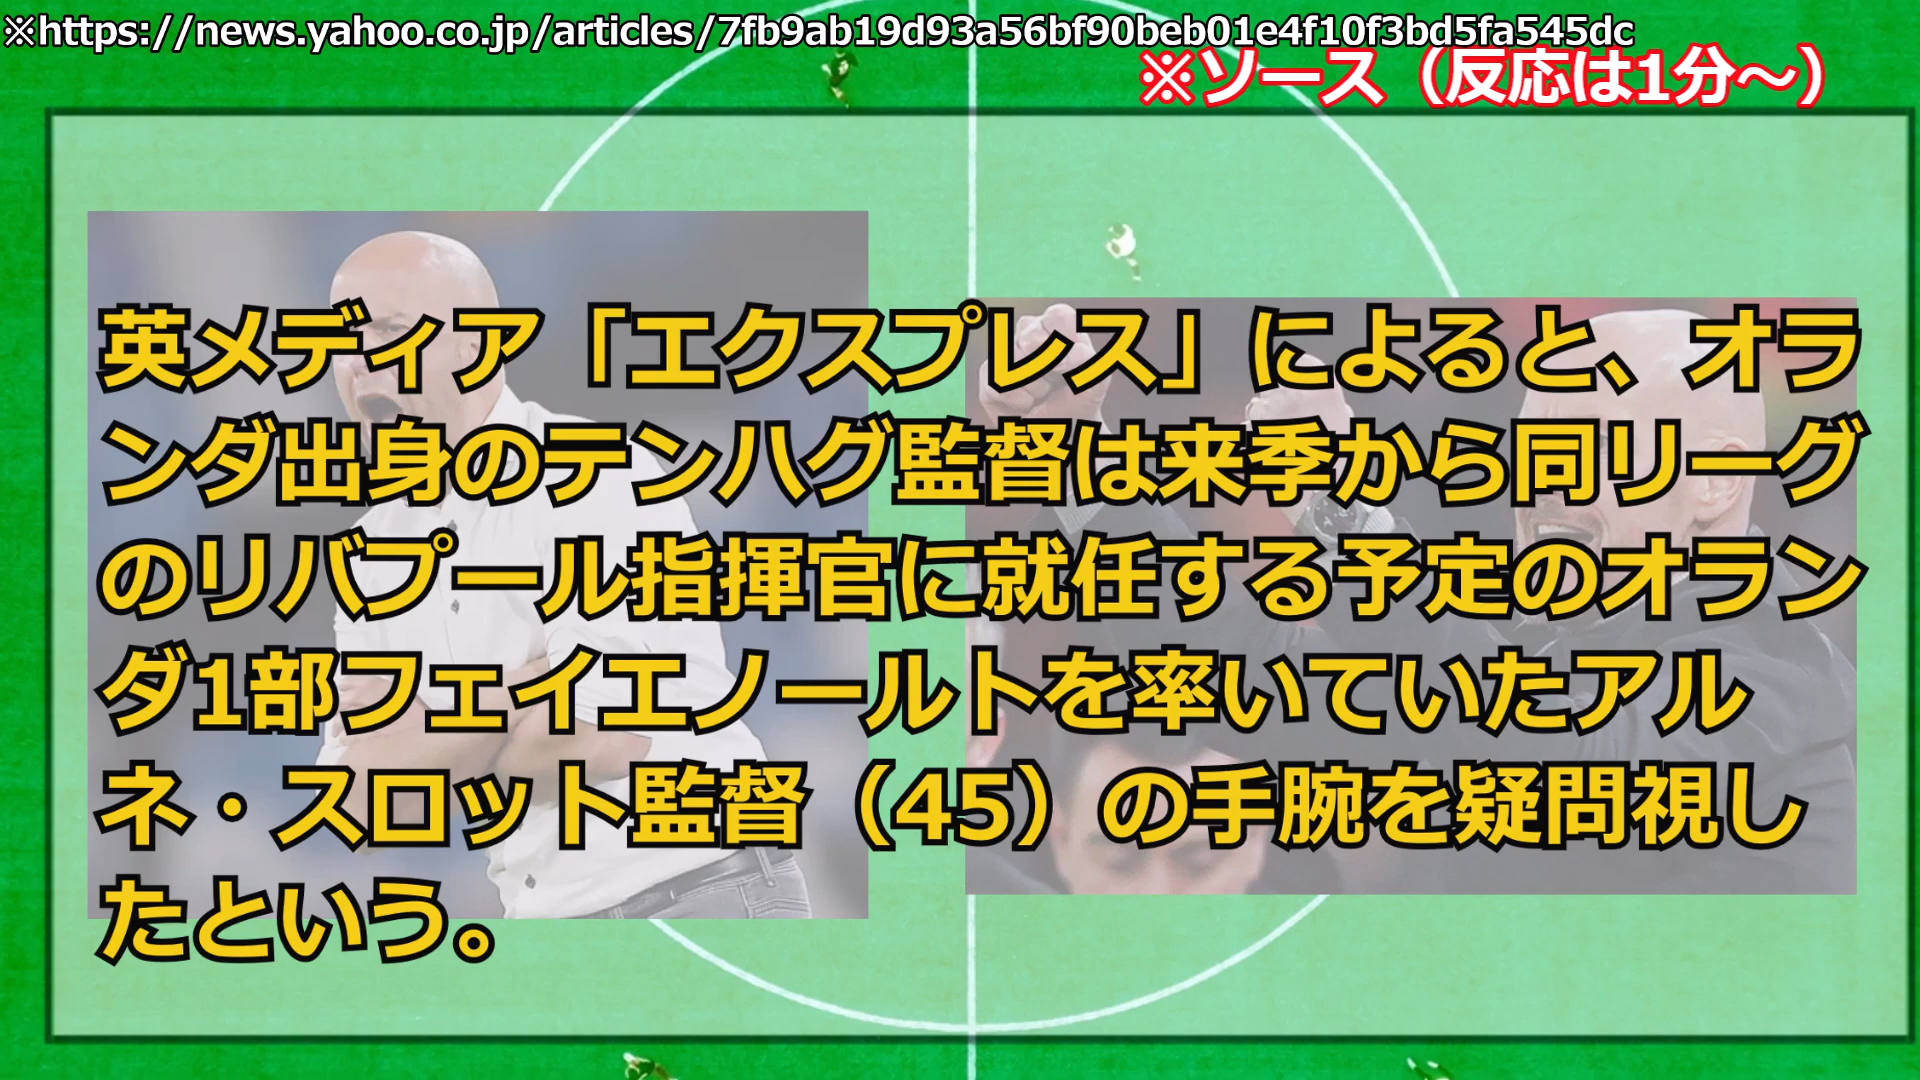 ※https://news.yahoo.co.jp/articles/7fb9ab19d93a56bf90beb01e4f10f3bd5fa545dc
※ソース（反応は1分～）
英メディア「エクスプレス」によると、オラ
ンダ出身のテンハグ監督は来季から同リーグ
のリバプール指揮官に就任する予定のオラン
ダ1部フェイエノールトを率いていたアル
ネ・スロット監督（45）の手腕を疑問視し
たという。